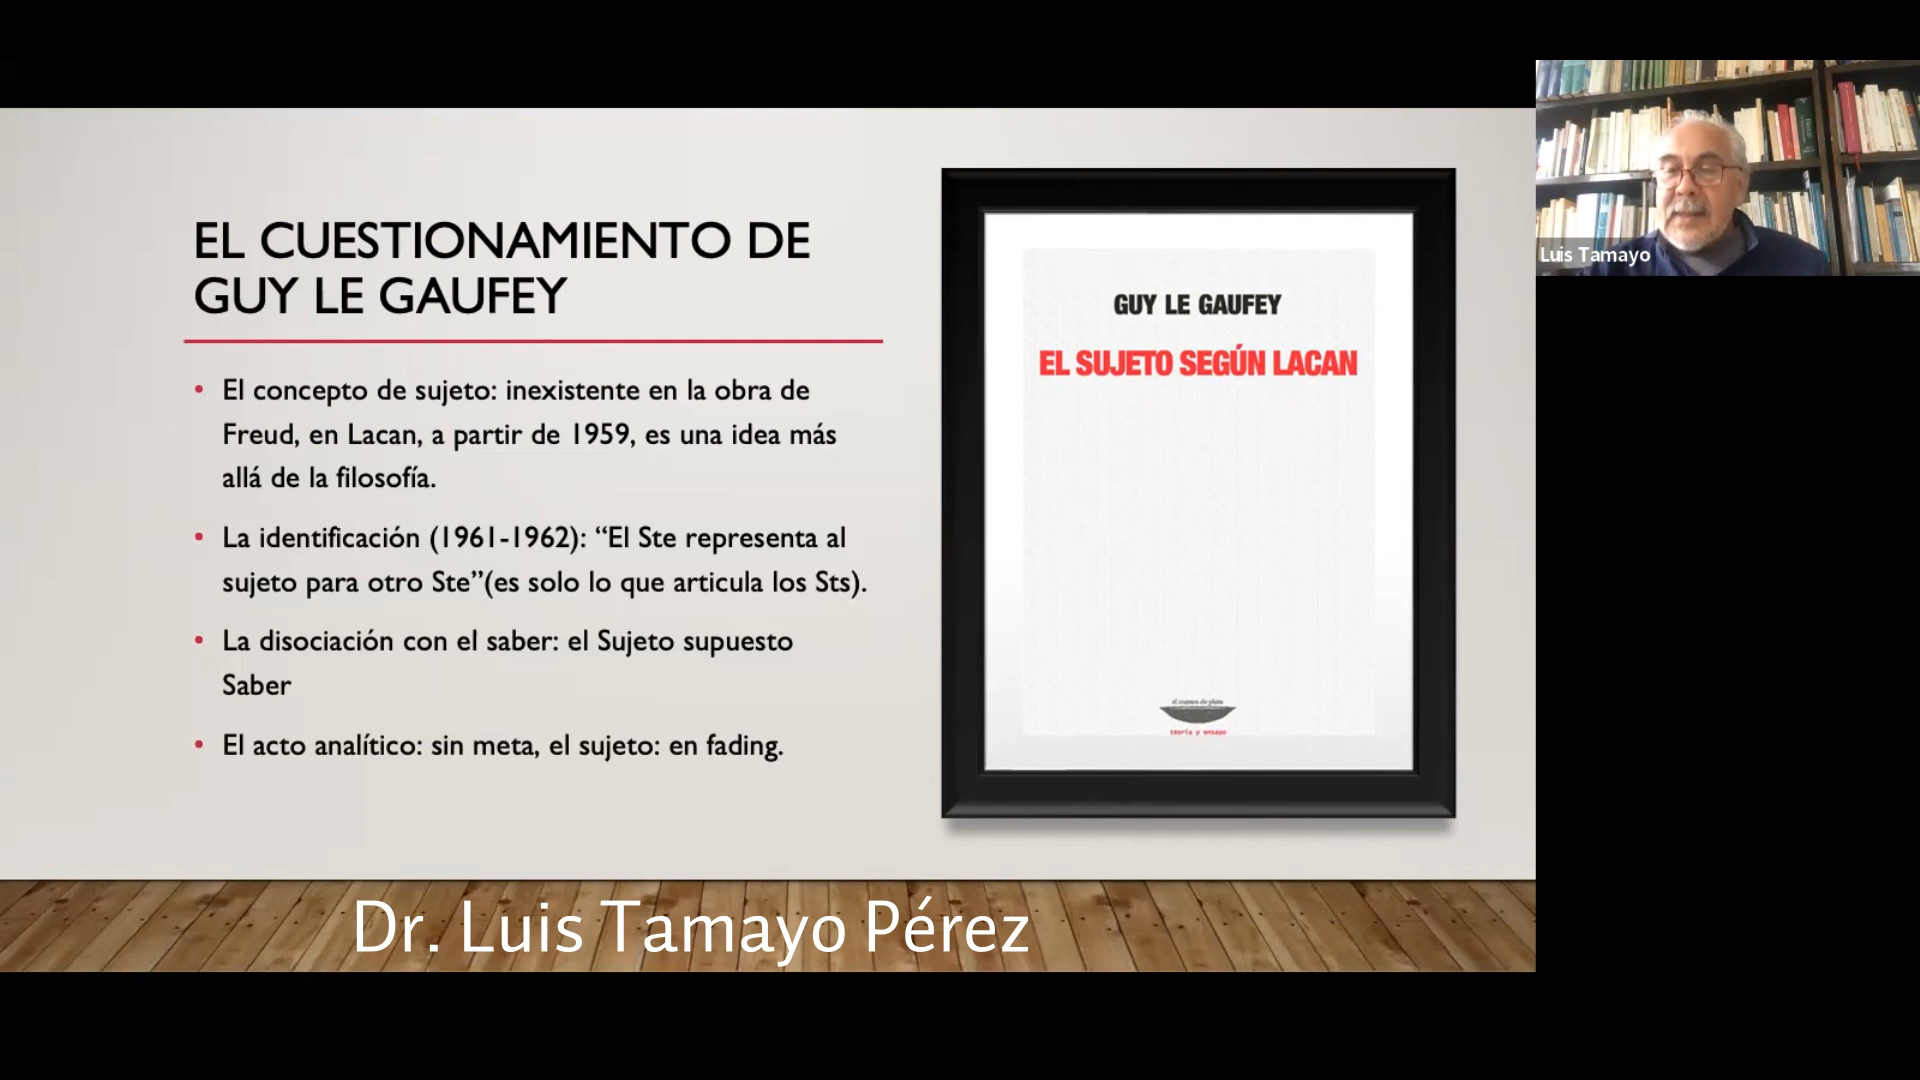 EL CUESTIONAMIENTO DE
GUY LE GAUFEY
• El concepto de sujeto: inexistente en la obra de
Freud, en Lacan, a partir de 1959, es una idea más
allá de la filosofía.
• La identificación (1961-1962): “El Ste representa al
sujeto para otro Ste”(es solo lo que articula los Sts).
• La disociación con el saber: el Sujeto supuesto
Saber
• El acto analítico: sin meta, el sujeto: en fading.
GUY LE GAUFEY
EL SUJETO SEGÚN LACAN
el cuenco de plata
teoría y ensayo
Luis Tamayo
Dr. Luis Tamayo Pérez